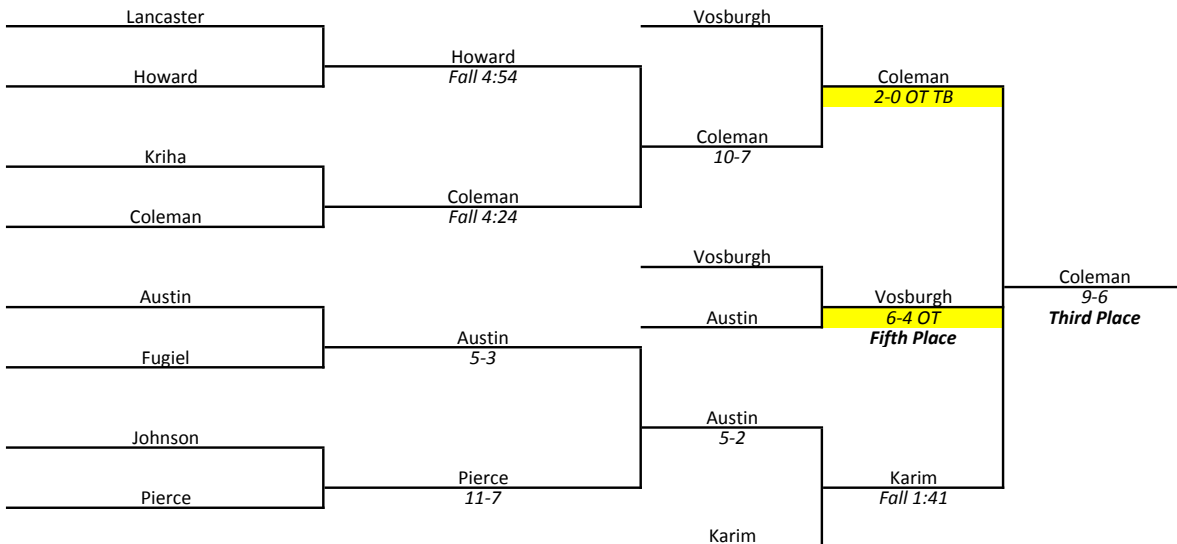 Lancaster
Vosburgh
Howard
Fall 4:54
Howard
Coleman
2-0 OT TB
Coleman
10-7
Kriha
Coleman
Fall 4:24
Coleman
Vosburgh
Austin
Vosburgh
6-4 OT
Fifth Place
Coleman
9-6
Third Place
Austin
Austin
5-3
Fugiel
Austin
5-2
Johnson
Pierce
11-7
Pierce
Karim
Fall 1:41
Karim